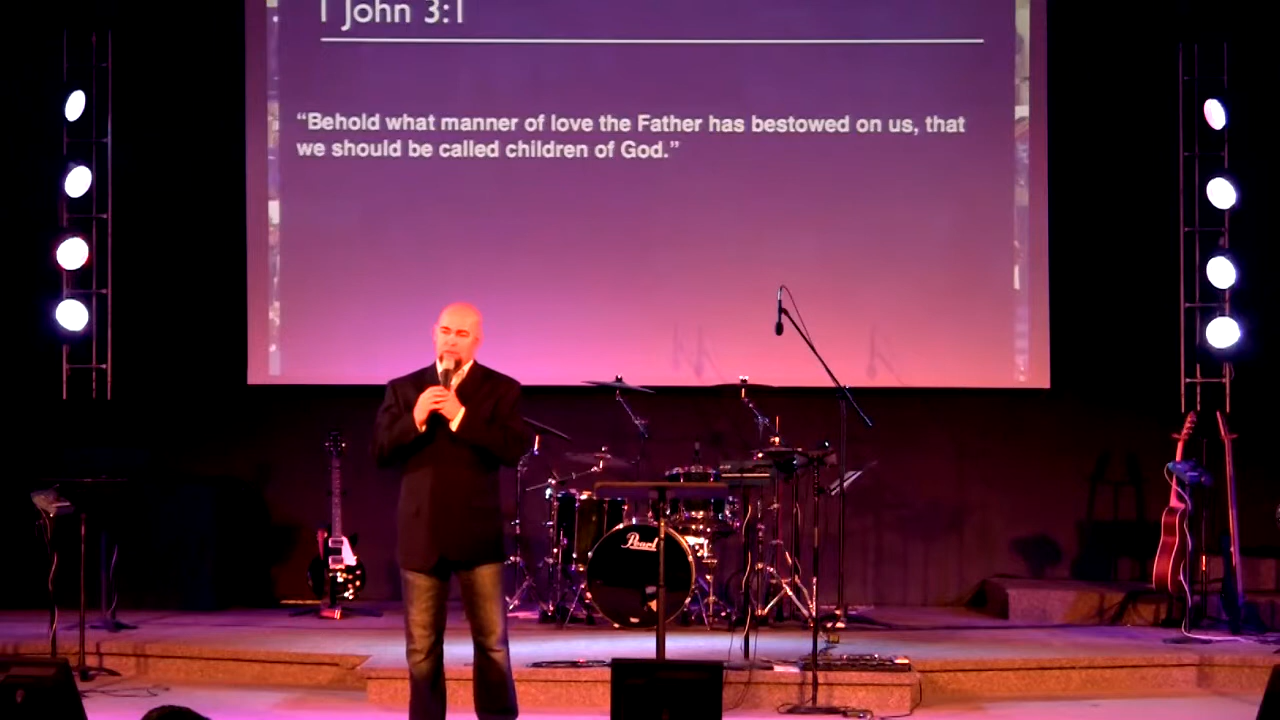 1 John 3:1
“Behold what manner of love the Father has bestowed on us, that
we should be called children of God.”
Pearl